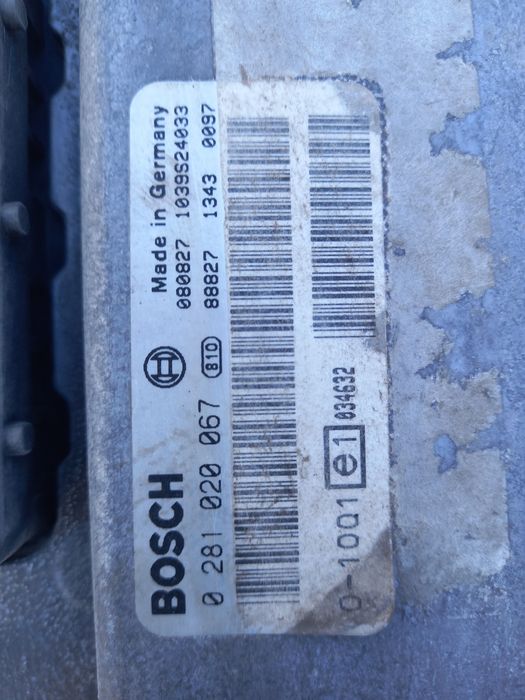 Made in Germany
080827 1039S24033
88827 1343 0097
BOSCH
0 281 020 067 810
0-1001 e1 034632